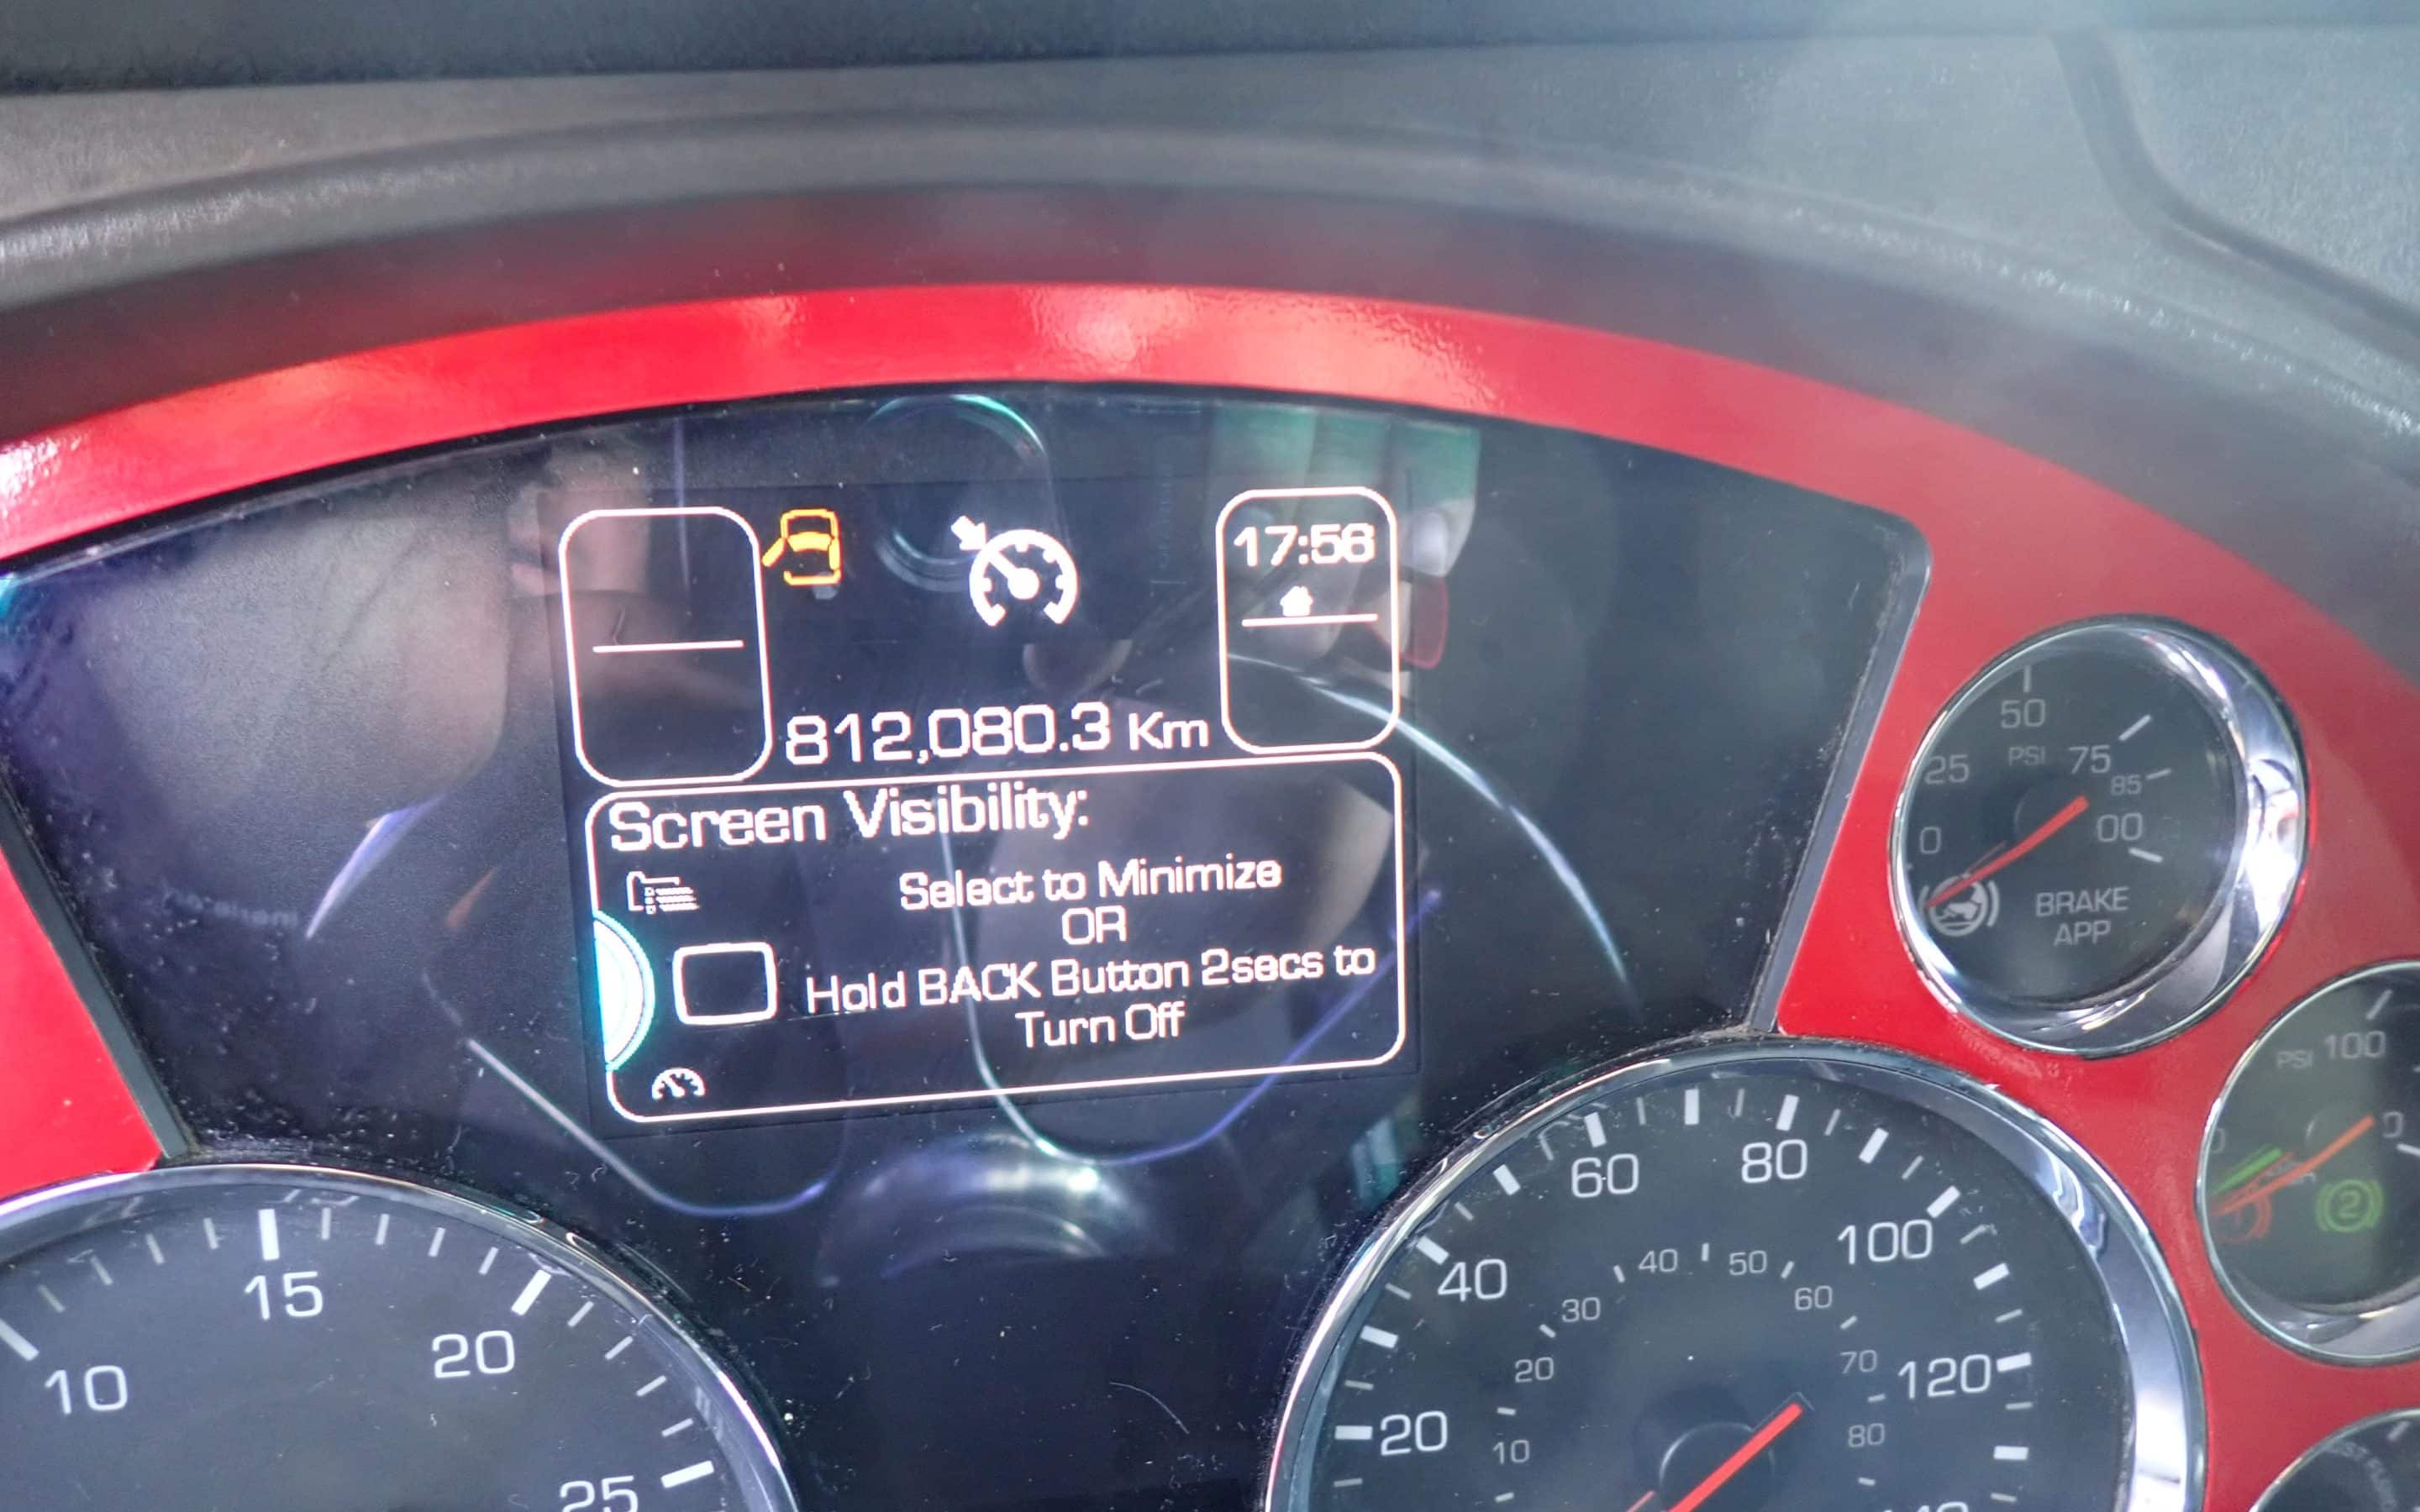 17:56
812,080.3 Km
Screen Visibility:
Select to Minimize
OR
Hold BACK Button 2secs to
Turn Off
50
PSI
25
75
85
0
00
BRAKE
APP
PSI 100
0
2
10
15
20
25
20
40
60
80
100
120
10
20
30
40
50
60
70
80